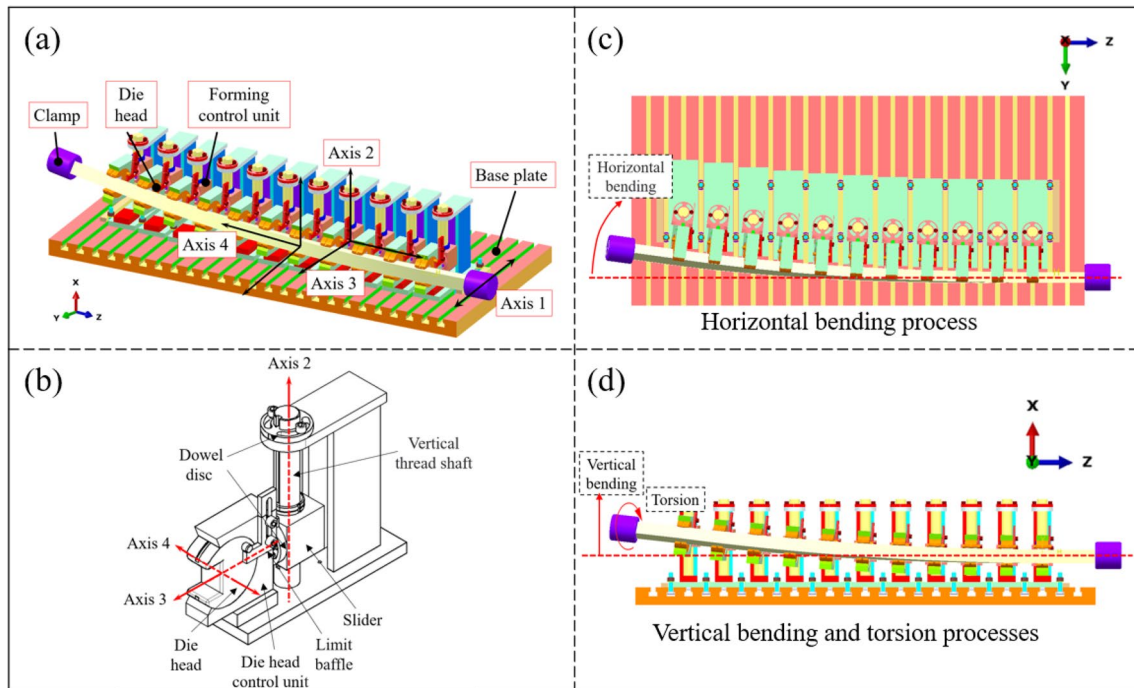 (a)
Die
head
Forming
control unit
Clamp
Axis 2
Base plate
Axis 4
Axis 3
Axis 1
X
Y
Z
(c)
X
Z
Y
Horizontal
bending
Horizontal bending process
(b)
Axis 2
Dowel
disc
Vertical
thread shaft
Axis 4
Axis 3
Slider
Die
head
Die head
control unit
Limit
baffle
(d)
X
Y
Z
Vertical
bending
Torsion
Vertical bending and torsion processes